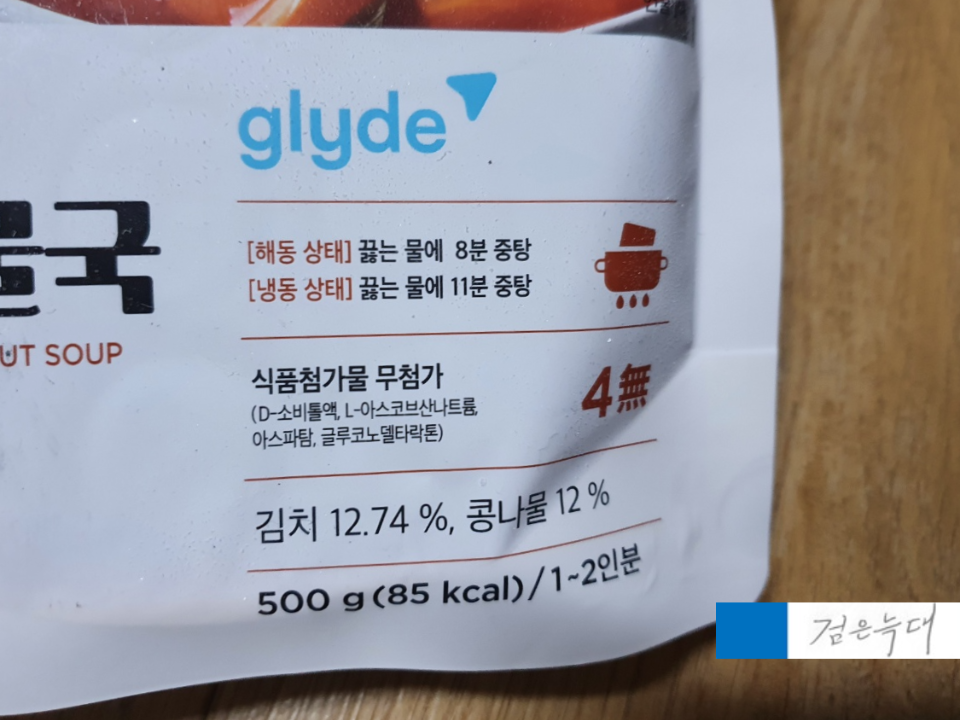 glyde
국
UT SOUP
[해동 상태] 끓는 물에 8분 중탕
[냉동 상태] 끓는 물에 11분 중탕
식품첨가물 무첨가
(D-소비톨액, L-아스코브산나트륨,
아스파탐, 글루코노델타락톤)
4無
김치 12.74 %, 콩나물 12 %
500 g (85 kcal) / 1~2인분
검은늑대